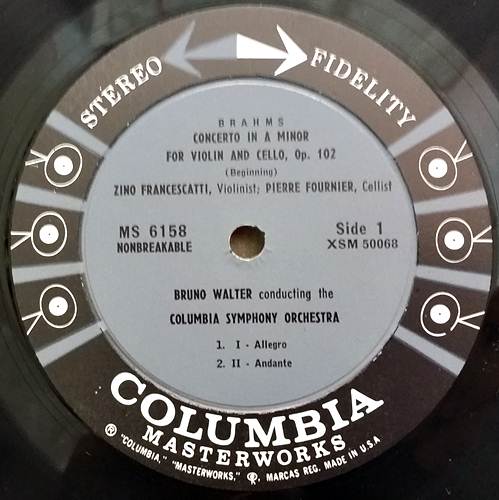 STEREO FIDELITY
BRAHMS
CONCERTO IN A MINOR
FOR VIOLIN AND CELLO, Op. 102
(Beginning)
ZINO FRANCESCATTI, Violinist; PIERRE FOURNIER, Cellist
MS 6158 Side 1
NONBREAKABLE XSM 50068
BRUNO WALTER conducting the
COLUMBIA SYMPHONY ORCHESTRA
1. I - Allegro
2. II - Andante
COLUMBIA
MASTERWORKS
® "COLUMBIA," "MASTERWORKS," ℗, MARCAS REG. MADE IN U.S.A